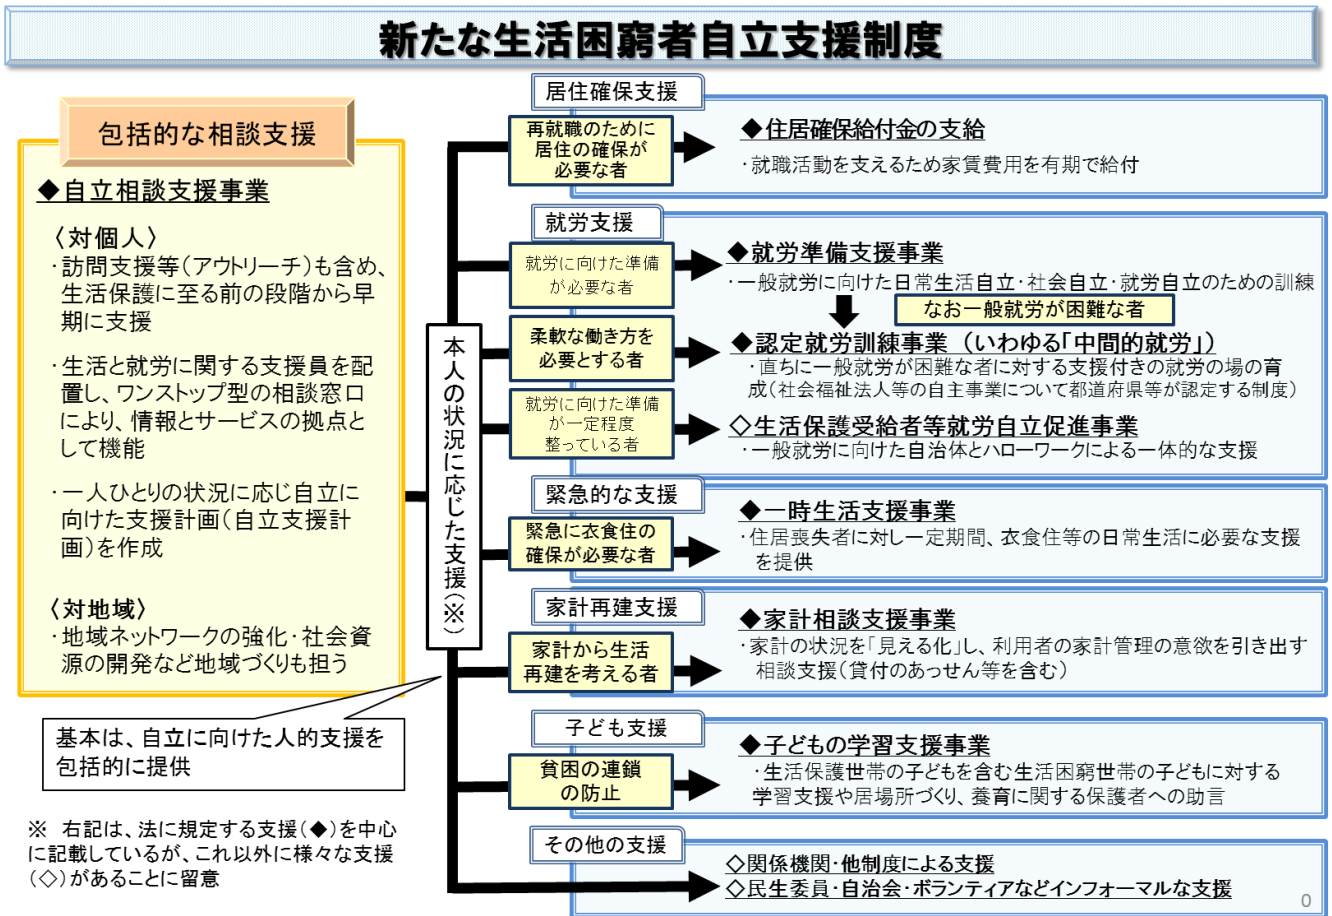 新たな生活困窮者自立支援制度
包括的な相談支援
◆自立相談支援事業
〈対個人〉
・訪問支援等（アウトリーチ）も含め、
生活保護に至る前の段階から早
期に支援
・生活と就労に関する支援員を配
置し、ワンストップ型の相談窓口
により、情報とサービスの拠点と
して機能
・一人ひとりの状況に応じ自立に
向けた支援計画（自立支援計
画）を作成
〈対地域〉
・地域ネットワークの強化・社会資
源の開発など地域づくりも担う
基本は、自立に向けた人的支援を
包括的に提供
※　右記は、法に規定する支援（◆）を中心
に記載しているが、これ以外に様々な支援
（◇）があることに留意
本人の状況に応じた支援（※）
居住確保支援
再就職のために
居住の確保が
必要な者
◆住居確保給付金の支給
・就職活動を支えるため家賃費用を有期で給付
就労支援
就労に向けた準備
が必要な者
◆就労準備支援事業
・一般就労に向けた日常生活自立・社会自立・就労自立のための訓練
なお一般就労が困難な者
柔軟な働き方を
必要とする者
◆認定就労訓練事業　（いわゆる「中間的就労」）
・直ちに一般就労が困難な者に対する支援付きの就労の場の育
成（社会福祉法人等の自主事業について都道府県等が認定する制度）
就労に向けた準備
が一定程度
整っている者
◇生活保護受給者等就労自立促進事業
・一般就労に向けた自治体とハローワークによる一体的な支援
緊急的な支援
緊急に衣食住の
確保が必要な者
◆一時生活支援事業
・住居喪失者に対し一定期間、衣食住等の日常生活に必要な支援
を提供
家計再建支援
家計から生活
再建を考える者
◆家計相談支援事業
・家計の状況を「見える化」し、利用者の家計管理の意欲を引き出す
相談支援（貸付のあっせん等を含む）
子ども支援
貧困の連鎖
の防止
◆子どもの学習支援事業
・生活保護世帯の子どもを含む生活困窮世帯の子どもに対する
学習支援や居場所づくり、養育に関する保護者への助言
その他の支援
◇関係機関・他制度による支援
◇民生委員・自治会・ボランティアなどインフォーマルな支援
0